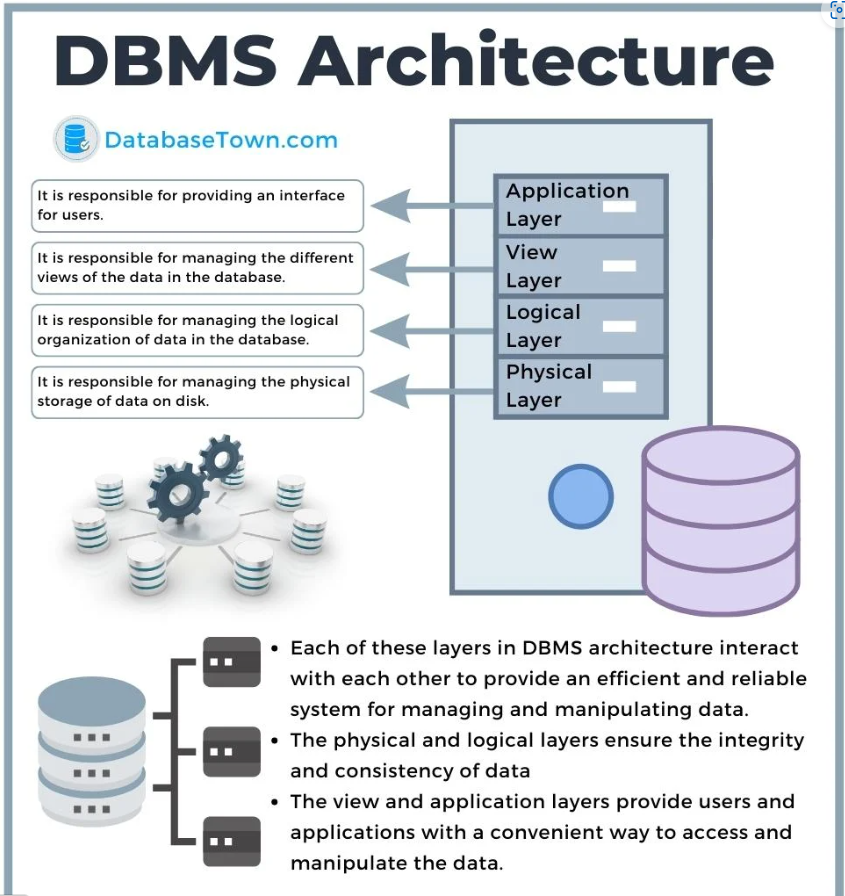 DBMS Architecture
DatabaseTown.com
It is responsible for providing an interface
for users.
Application
Layer
It is responsible for managing the different
views of the data in the database.
View
Layer
It is responsible for managing the logical
organization of data in the database.
Logical
Layer
It is responsible for managing the physical
storage of data on disk.
Physical
Layer
• Each of these layers in DBMS architecture interact
with each other to provide an efficient and reliable
system for managing and manipulating data.
• The physical and logical layers ensure the integrity
and consistency of data
• The view and application layers provide users and
applications with a convenient way to access and
manipulate the data.